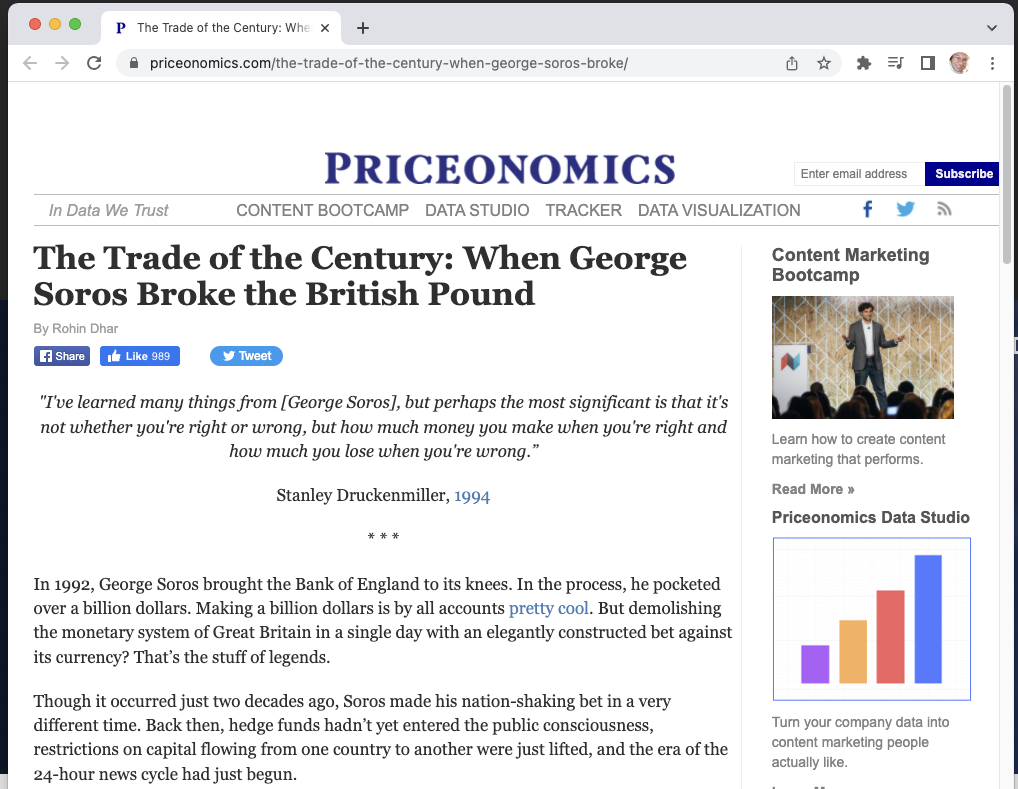 The Trade of the Century: Whe
priceonomics.com/the-trade-of-the-century-when-george-soros-broke/
PRICEONOMICS
Enter email address
Subscribe
In Data We Trust
CONTENT BOOTCAMP
DATA STUDIO
TRACKER
DATA VISUALIZATION
The Trade of the Century: When George
Soros Broke the British Pound
By Rohin Dhar
Share
Like 989
Tweet
"I've learned many things from [George Soros], but perhaps the most significant is that it's
not whether you're right or wrong, but how much money you make when you're right and
how much you lose when you're wrong.”
Stanley Druckenmiller, 1994
* * *
In 1992, George Soros brought the Bank of England to its knees. In the process, he pocketed
over a billion dollars. Making a billion dollars is by all accounts pretty cool. But demolishing
the monetary system of Great Britain in a single day with an elegantly constructed bet against
its currency? That’s the stuff of legends.
Though it occurred just two decades ago, Soros made his nation-shaking bet in a very
different time. Back then, hedge funds hadn’t yet entered the public consciousness,
restrictions on capital flowing from one country to another were just lifted, and the era of the
24-hour news cycle had just begun.
Content Marketing
Bootcamp
Learn how to create content
marketing that performs.
Read More »
Priceonomics Data Studio
Turn your company data into
content marketing people
actually like.